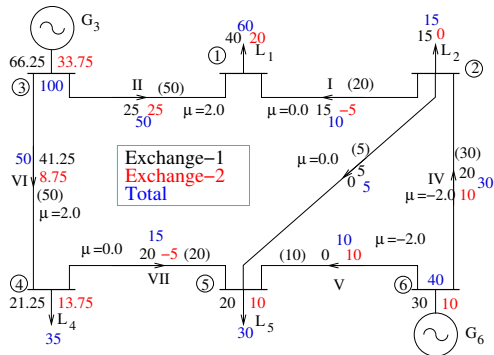 G3
66.25 33.75
3
100
60
40 20
1
L1
15
15 0
L2
2
II (50)
25 25
50
μ=2.0
I (20)
μ=0.0 15 −5
10
50 41.25
VI 8.75
(50)
μ=2.0
Exchange−1
Exchange−2
Total
μ=0.0
(5)
5
0 5
(30)
20
IV 30
μ=−2.0 10
μ=0.0
15
20 −5 (20)
VII
4
21.25 13.75
L4
35
5
20 10
L5
30
μ=−2.0
10
(10) 0 10
V
6
40
30 10
G6